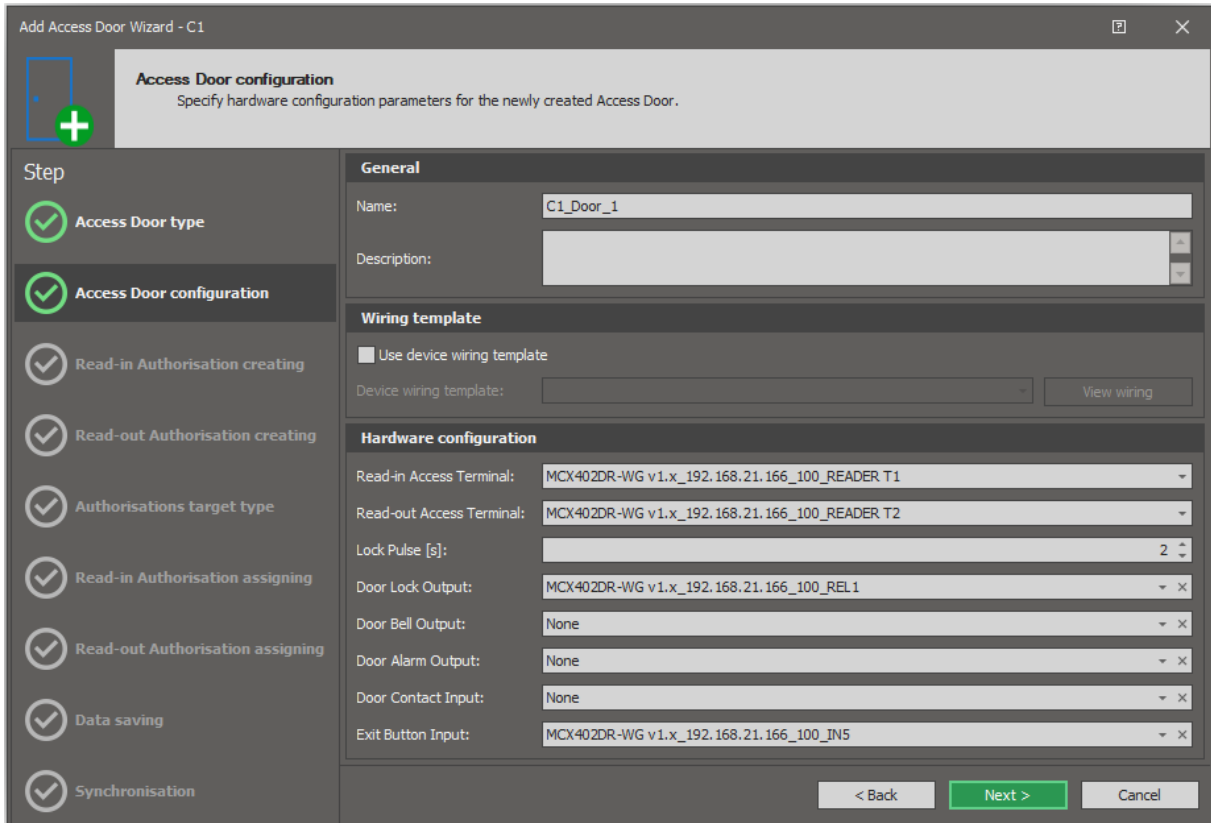 Add Access Door Wizard - C1
Access Door configuration
Specify hardware configuration parameters for the newly created Access Door.
Step
Access Door type
Access Door configuration
Read-in Authorisation creating
Read-out Authorisation creating
Authorisations target type
Read-in Authorisation assigning
Read-out Authorisation assigning
Data saving
Synchronisation
General
Name: C1_Door_1
Description:
Wiring template
Use device wiring template
Device wiring template: View wiring
Hardware configuration
Read-in Access Terminal: MCX402DR-WG v1.x_192.168.21.166_100_READER T1
Read-out Access Terminal: MCX402DR-WG v1.x_192.168.21.166_100_READER T2
Lock Pulse [s]: 2
Door Lock Output: MCX402DR-WG v1.x_192.168.21.166_100_REL1
Door Bell Output: None
Door Alarm Output: None
Door Contact Input: None
Exit Button Input: MCX402DR-WG v1.x_192.168.21.166_100_IN5
< Back Next > Cancel